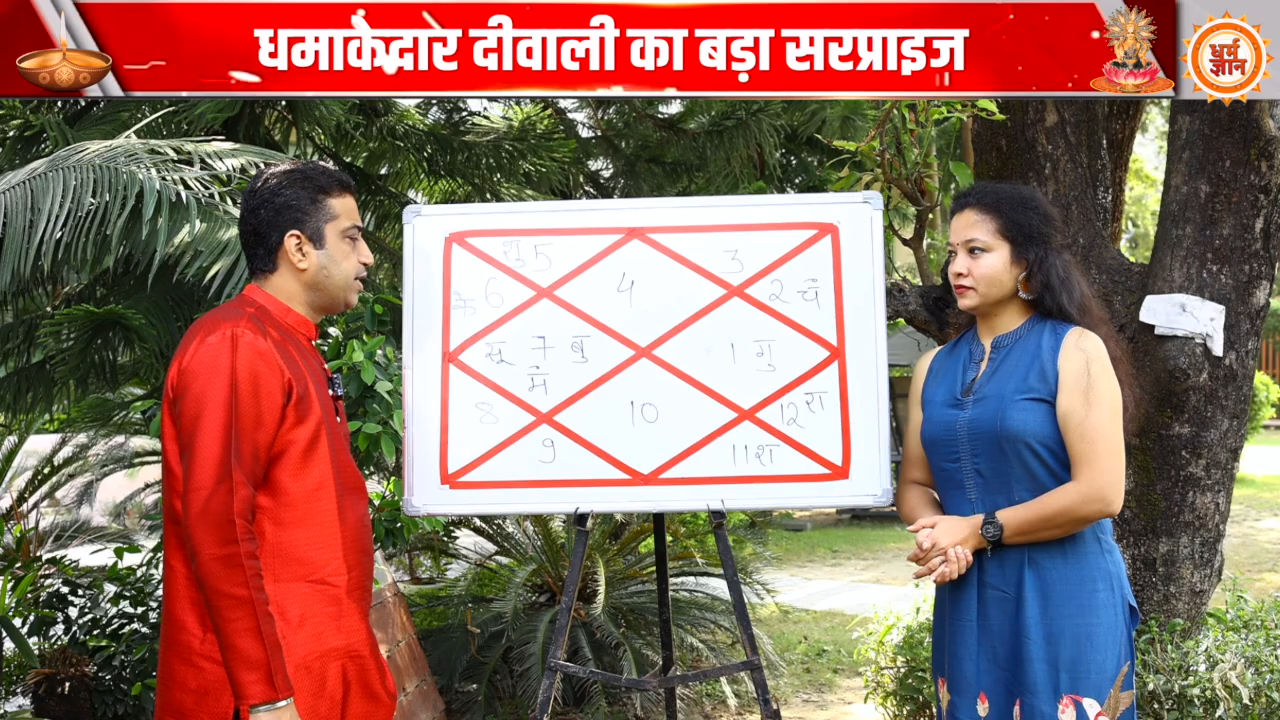 धमाकेदार दीवाली का बड़ा सरप्राइज
धर्म
ज्ञान
शु 5
3
के 6
4
2 चं
सू 7 बु
मं
1 गु
8
10
12 रा
9
11 श